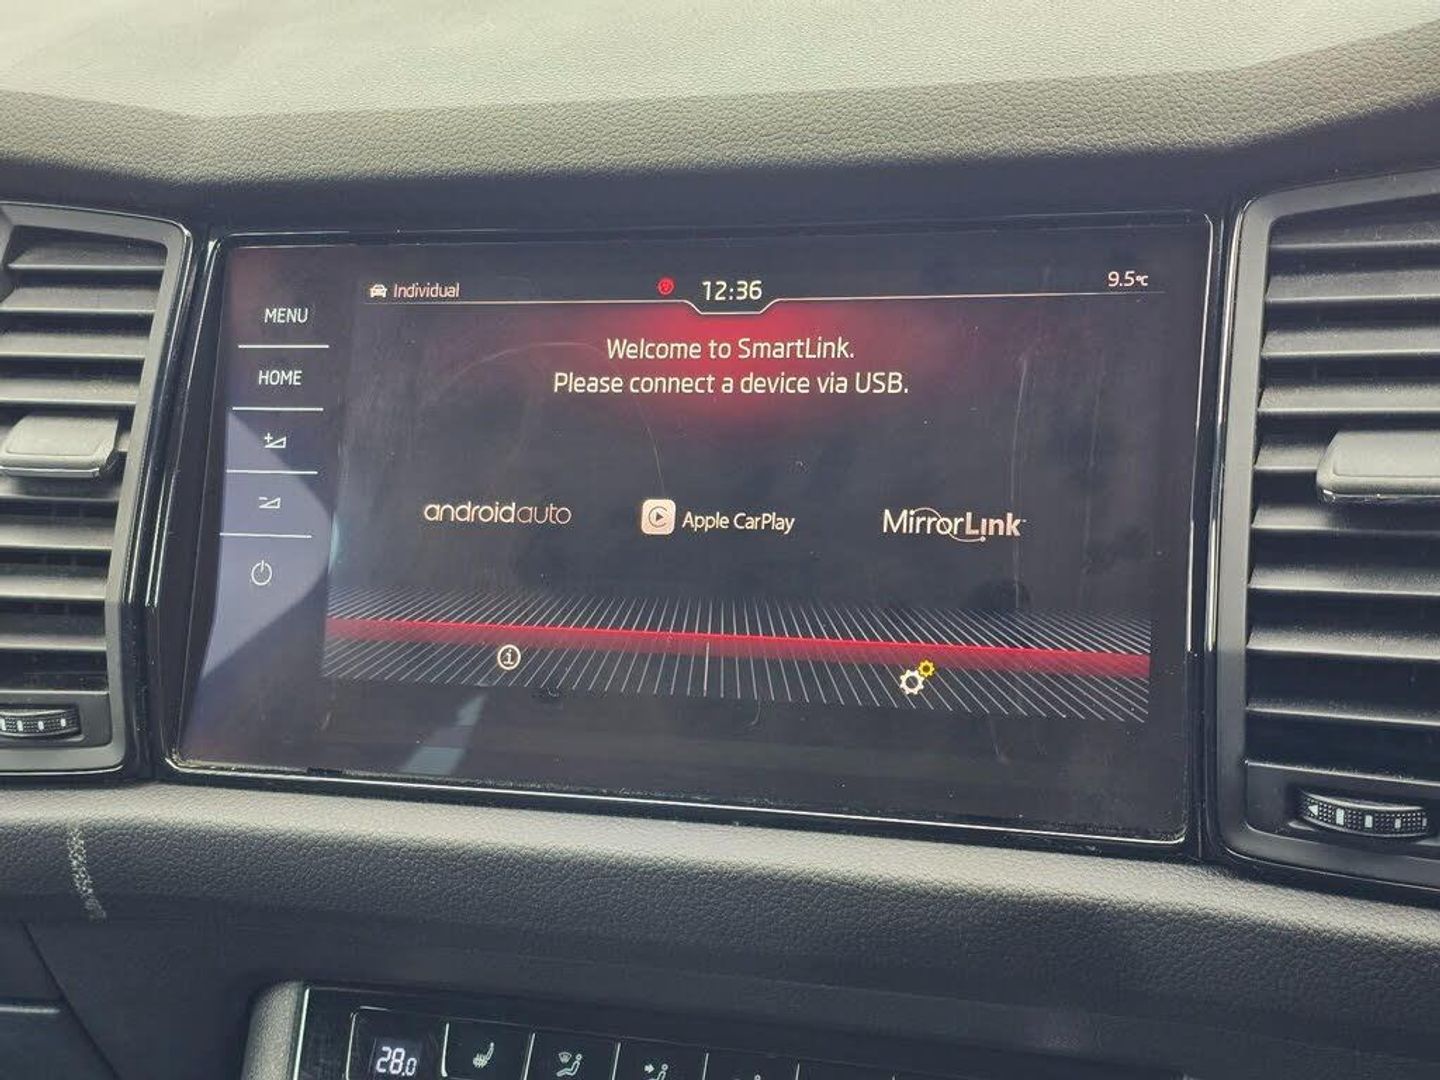 Individual 12:36 9.5°C
MENU
HOME
Welcome to SmartLink.
Please connect a device via USB.
androidauto Apple CarPlay MirrorLink
28.0